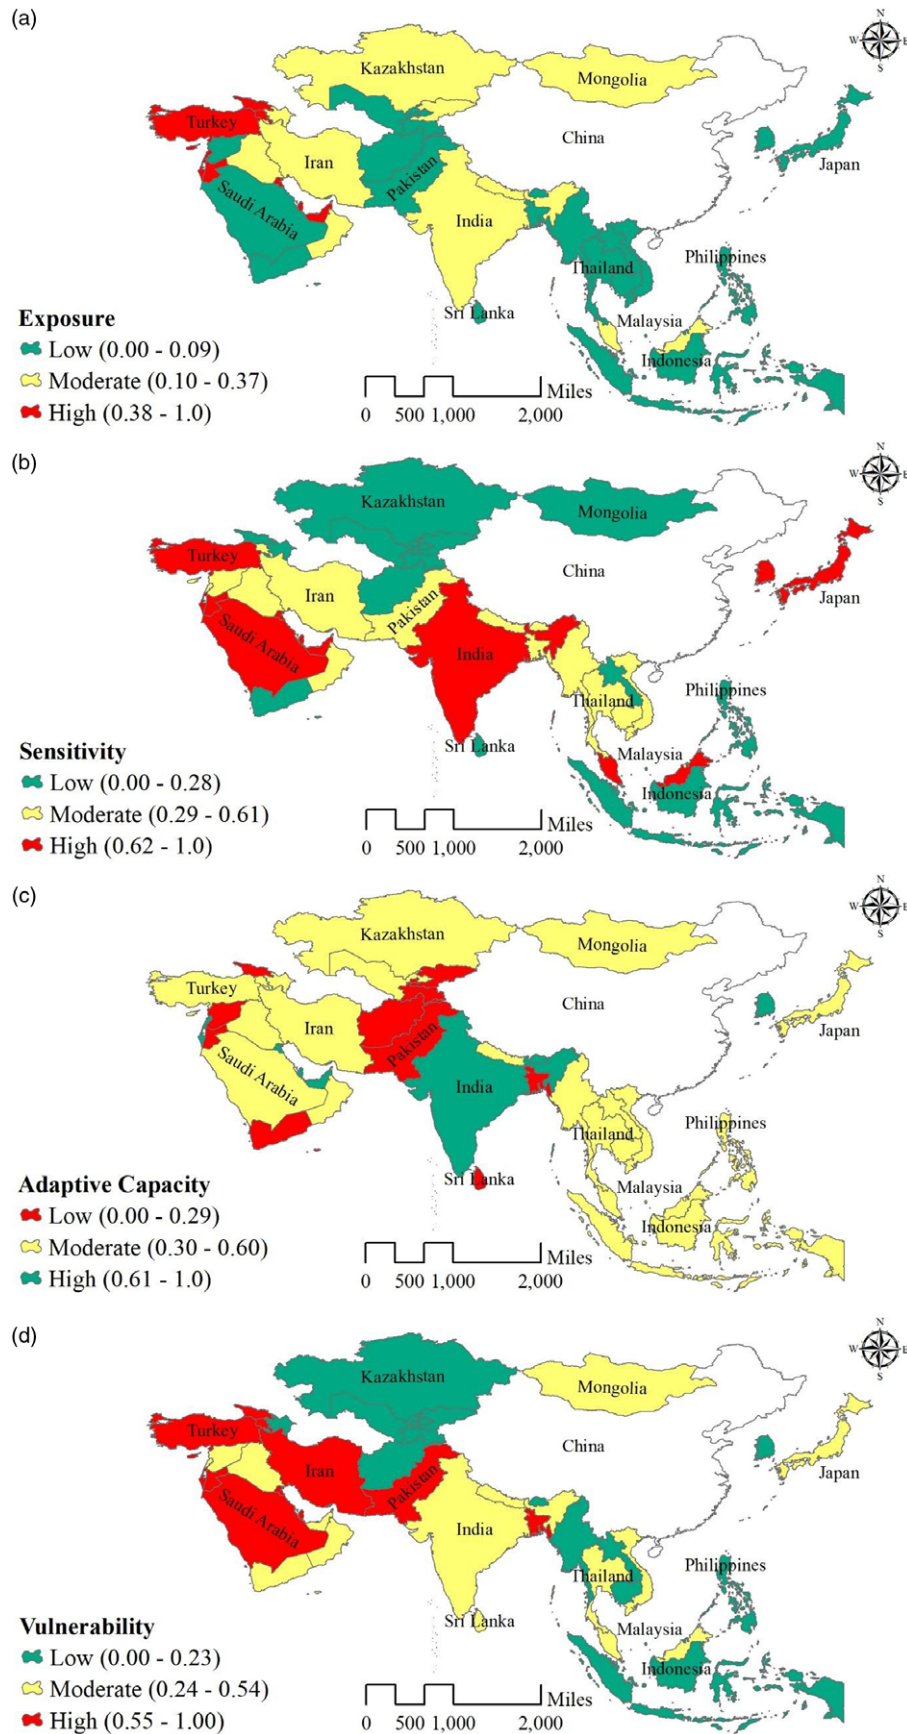 (a)
N
W E
S
Kazakhstan
Mongolia
Turkey
China
Iran
Japan
Pakistan
Saudi Arabia
India
Philippines
Thailand
Sri Lanka
Malaysia
Indonesia
Exposure
Low (0.00 - 0.09)
Moderate (0.10 - 0.37)
High (0.38 - 1.0)
Miles
0 500 1,000 2,000
(b)
N
W E
S
Kazakhstan
Mongolia
Turkey
China
Iran
Japan
Pakistan
Saudi Arabia
India
Philippines
Thailand
Sri Lanka
Malaysia
Indonesia
Sensitivity
Low (0.00 - 0.28)
Moderate (0.29 - 0.61)
High (0.62 - 1.0)
Miles
0 500 1,000 2,000
(c)
N
W E
S
Kazakhstan
Mongolia
Turkey
China
Iran
Japan
Pakistan
Saudi Arabia
India
Philippines
Thailand
Sri Lanka
Malaysia
Indonesia
Adaptive Capacity
Low (0.00 - 0.29)
Moderate (0.30 - 0.60)
High (0.61 - 1.0)
Miles
0 500 1,000 2,000
(d)
N
W E
S
Kazakhstan
Mongolia
Turkey
China
Iran
Japan
Pakistan
Saudi Arabia
India
Philippines
Thailand
Sri Lanka
Malaysia
Indonesia
Vulnerability
Low (0.00 - 0.23)
Moderate (0.24 - 0.54)
High (0.55 - 1.00)
Miles
0 500 1,000 2,000